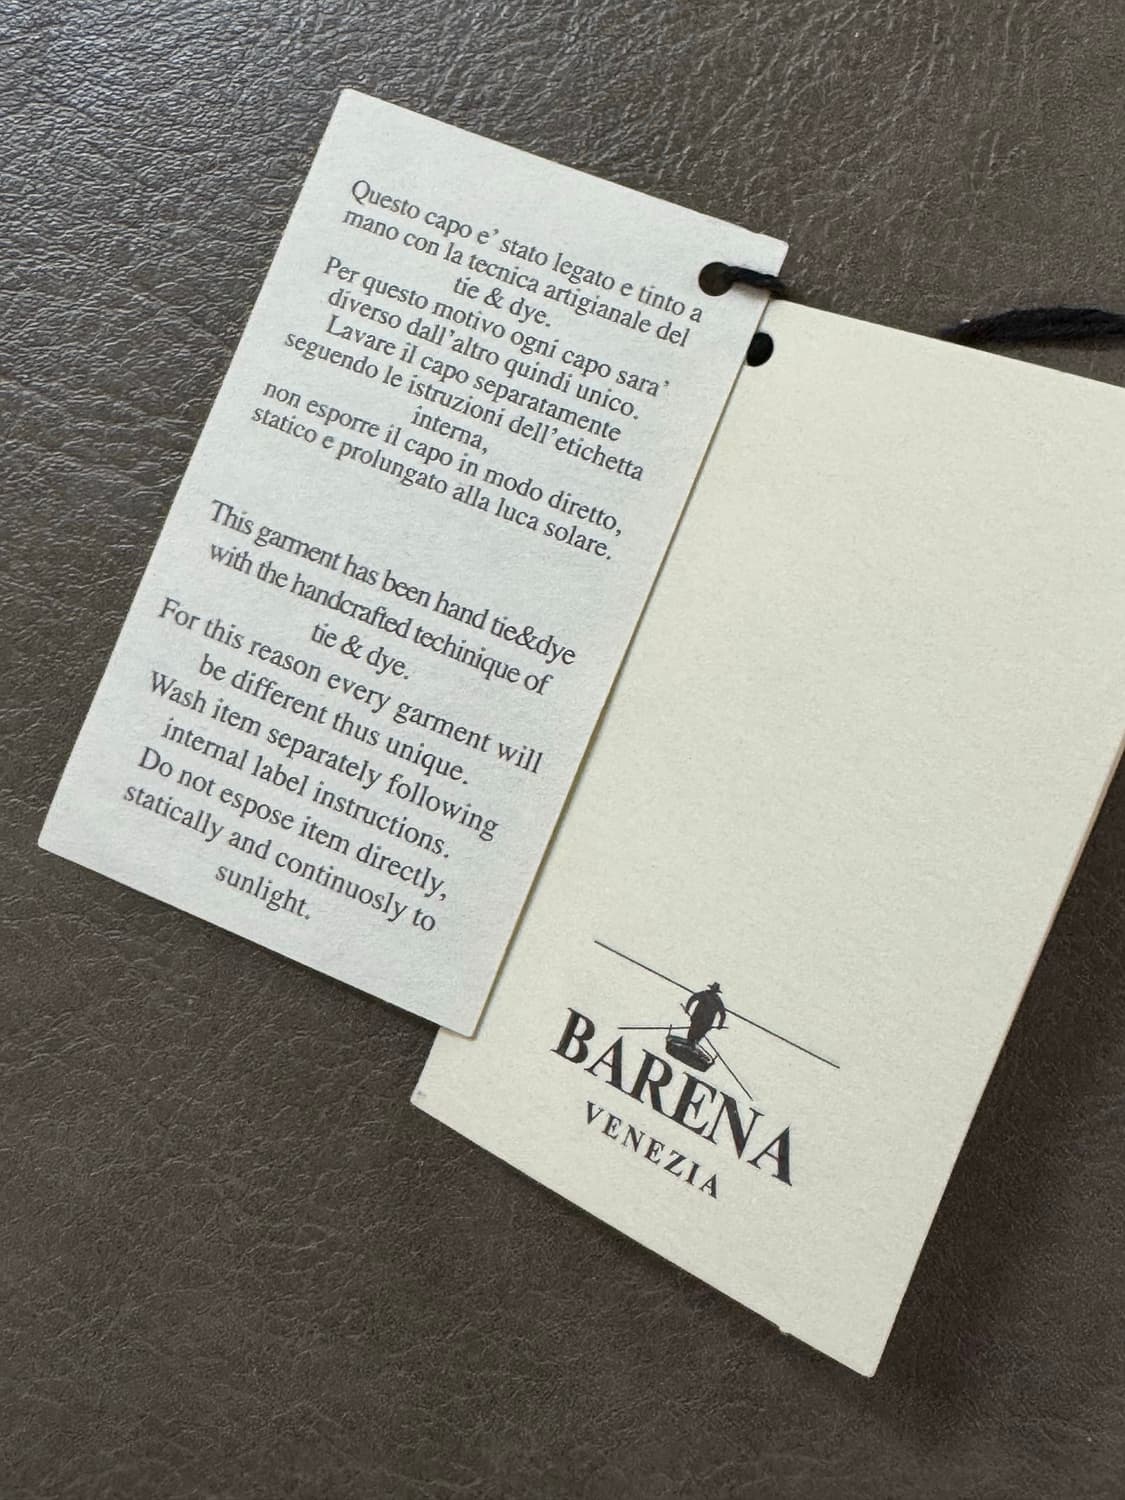 Questo capo e' stato legato e tinto a
mano con la tecnica artigianale del
tie & dye.
Per questo motivo ogni capo sara'
diverso dall'altro quindi unico.
Lavare il capo separatamente
seguendo le istruzioni dell'etichetta
interna,
non esporre il capo in modo diretto,
statico e prolungato alla luca solare.
This garment has been hand tie&dye
with the handcrafted techinique of
tie & dye.
For this reason every garment will
be different thus unique.
Wash item separately following
internal label instructions.
Do not espose item directly,
statically and continuosly to
sunlight.
BARENA
VENEZIA